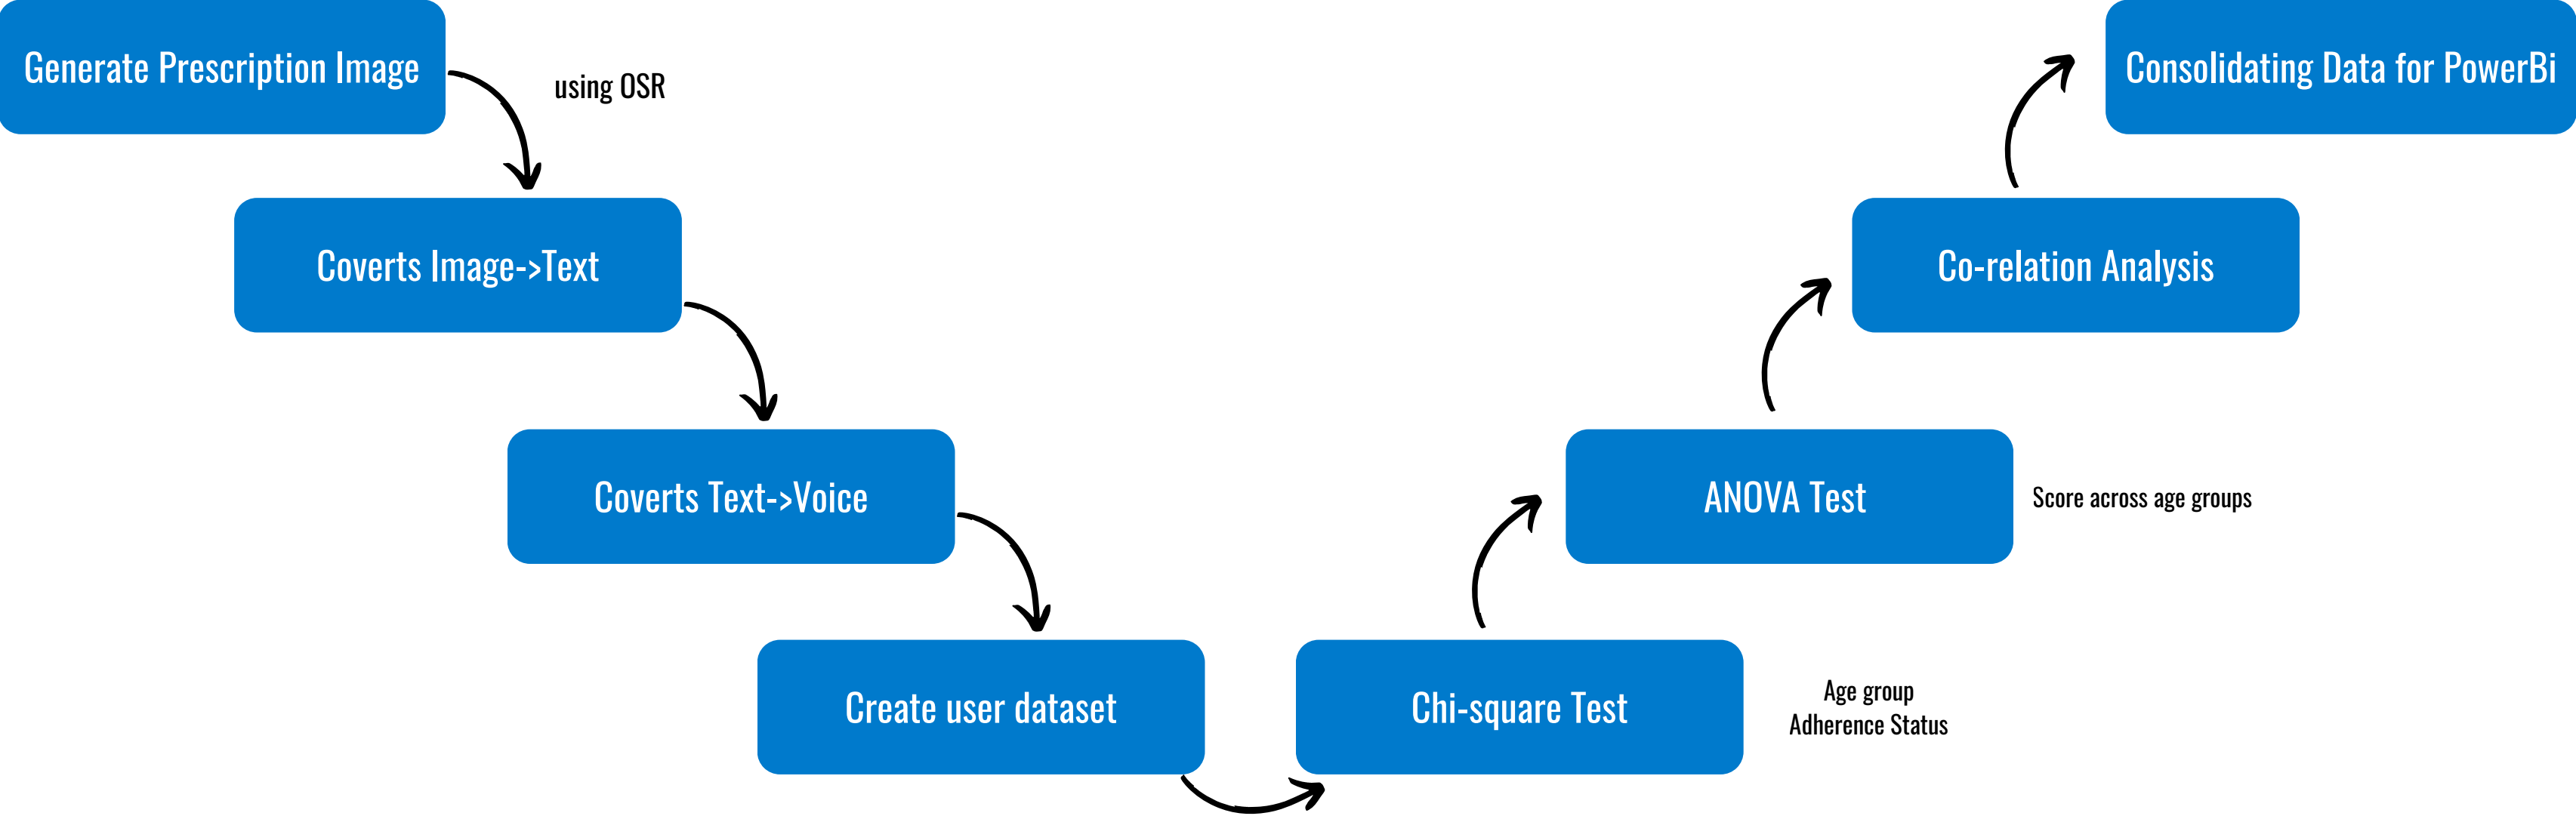 Generate Prescription Image
using OSR
Coverts Image->Text
Coverts Text->Voice
Create user dataset
Chi-square Test
Age group
Adherence Status
ANOVA Test
Score across age groups
Co-relation Analysis
Consolidating Data for PowerBi